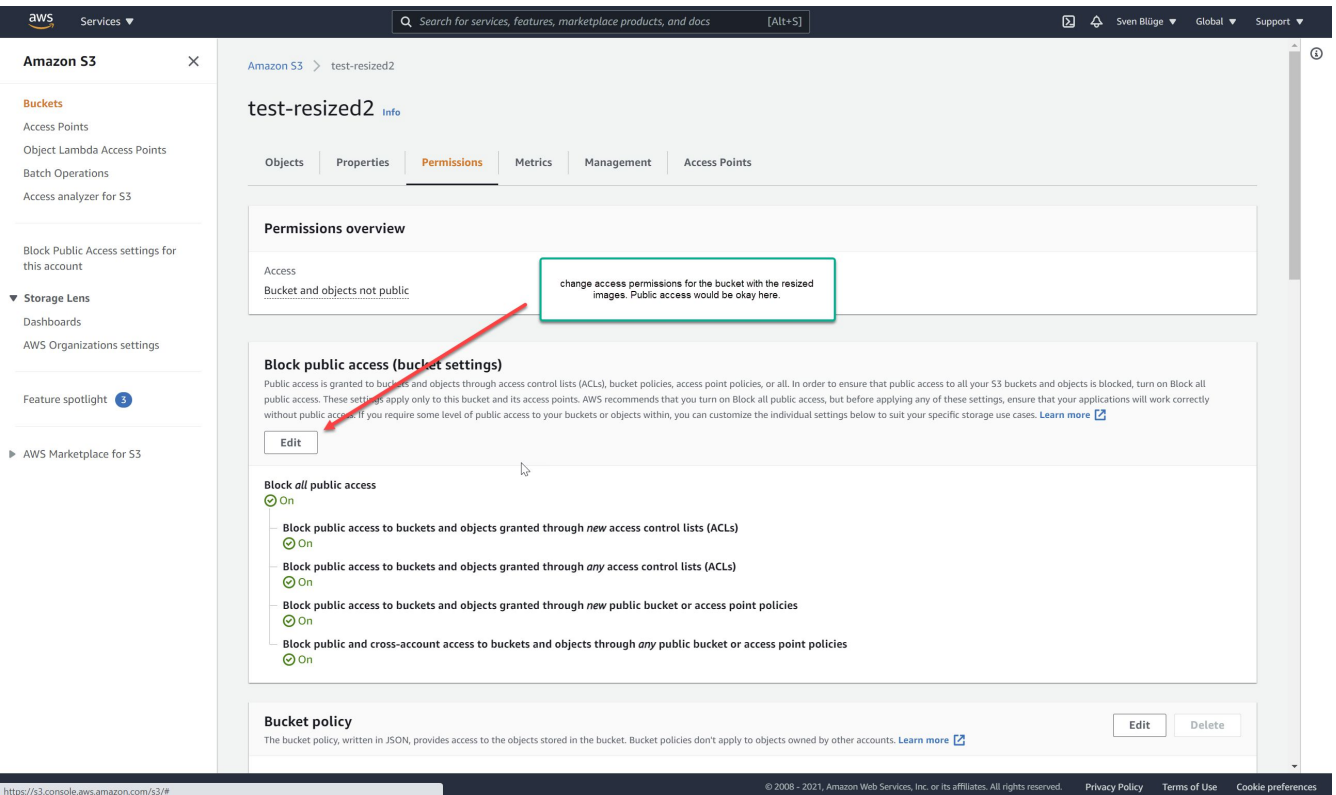 aws Services ▼ Search for services, features, marketplace products, and docs [Alt+S] Sven Blüge ▼ Global ▼ Support ▼
Amazon S3
Buckets
Access Points
Object Lambda Access Points
Batch Operations
Access analyzer for S3
Block Public Access settings for
this account
▼ Storage Lens
Dashboards
AWS Organizations settings
Feature spotlight 3
▶ AWS Marketplace for S3
Amazon S3 > test-resized2
test-resized2 Info
Objects Properties Permissions Metrics Management Access Points
Permissions overview
Access
Bucket and objects not public
change access permissions for the bucket with the resized
images. Public access would be okay here.
Block public access (bucket settings)
Public access is granted to buckets and objects through access control lists (ACLs), bucket policies, access point policies, or all. In order to ensure that public access to all your S3 buckets and objects is blocked, turn on Block all
public access. These settings apply only to this bucket and its access points. AWS recommends that you turn on Block all public access, but before applying any of these settings, ensure that your applications will work correctly
without public access. If you require some level of public access to your buckets or objects within, you can customize the individual settings below to suit your specific storage use cases. Learn more
Edit
Block all public access
On
Block public access to buckets and objects granted through new access control lists (ACLs)
On
Block public access to buckets and objects granted through any access control lists (ACLs)
On
Block public access to buckets and objects granted through new public bucket or access point policies
On
Block public and cross-account access to buckets and objects through any public bucket or access point policies
On
Bucket policy
Edit Delete
The bucket policy, written in JSON, provides access to the objects stored in the bucket. Bucket policies don't apply to objects owned by other accounts. Learn more
https://s3.console.aws.amazon.com/s3/#
© 2008 - 2021, Amazon Web Services, Inc. or its affiliates. All rights reserved. Privacy Policy Terms of Use Cookie preferences